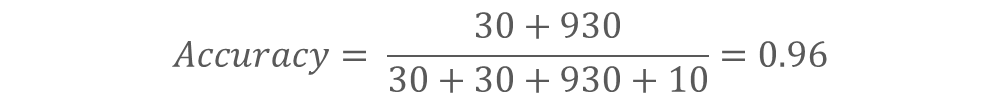 30 + 930
Accuracy = ―――――――――― = 0.96
30 + 30 + 930 + 10